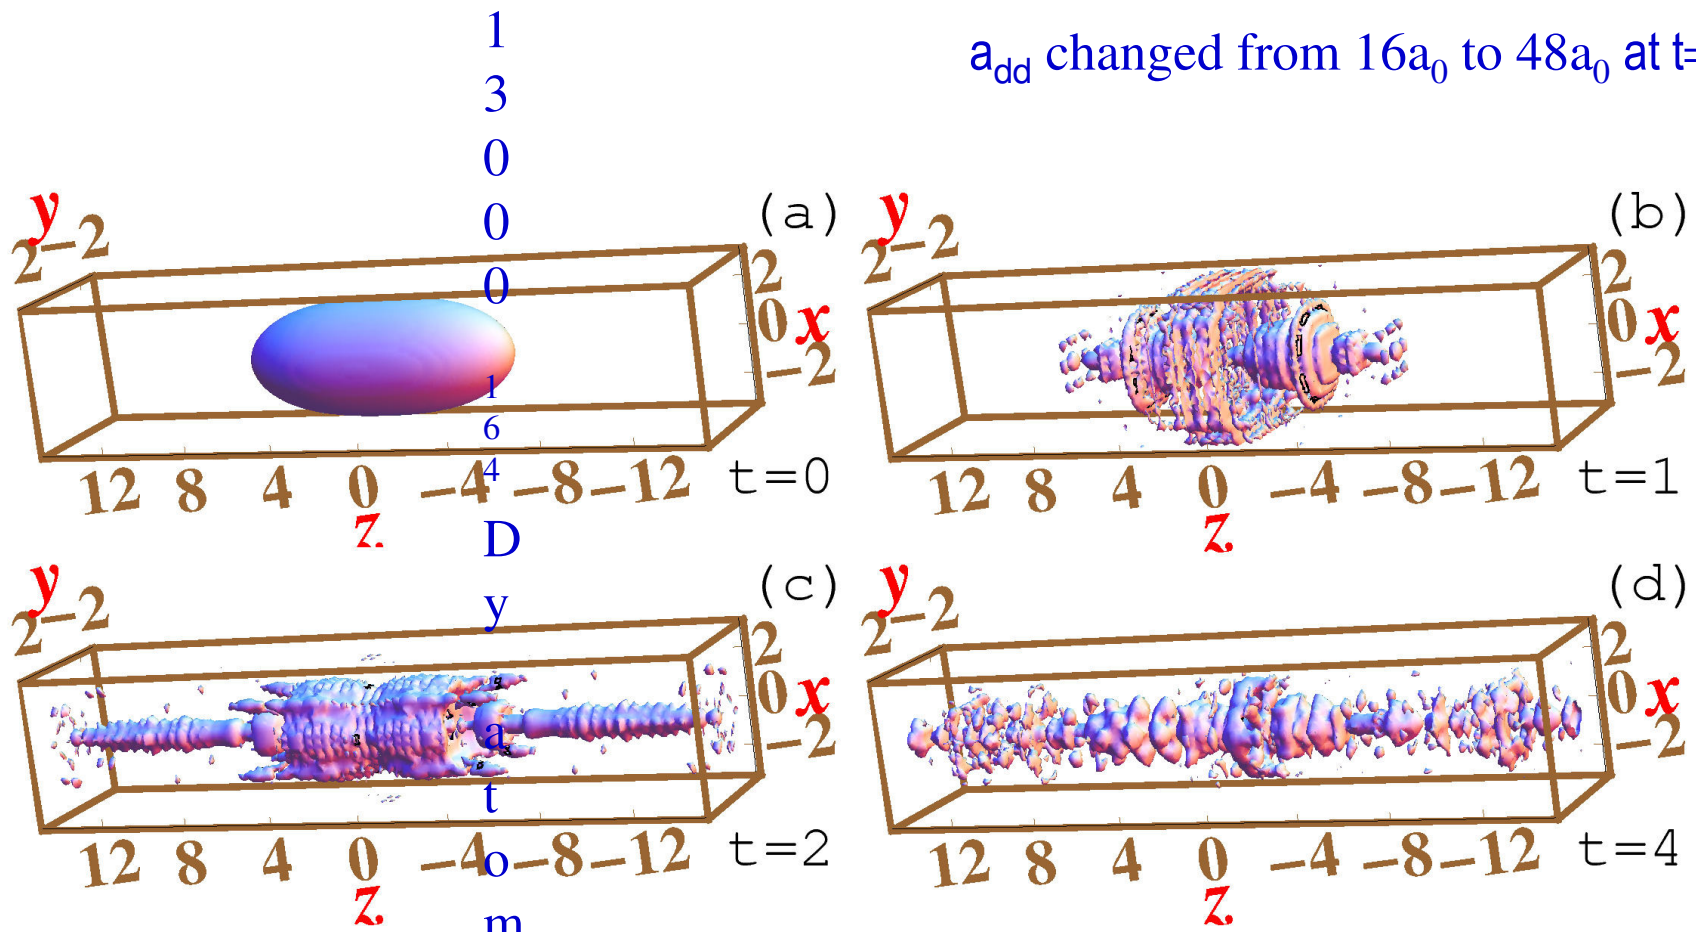 1
3
0
0
0
1
6
4
D
y
a
t
o
m
a_dd changed from 16a_0 to 48a_0 at t=
(a)
y
2 -2
2
0 x
-2
12 8 4 0 -4 -8 -12
z
t=0
(b)
y
2 -2
2
0 x
-2
12 8 4 0 -4 -8 -12
z
t=1
(c)
y
2 -2
2
0 x
-2
12 8 4 0 -4 -8 -12
z
t=2
(d)
y
2 -2
2
0 x
-2
12 8 4 0 -4 -8 -12
z
t=4